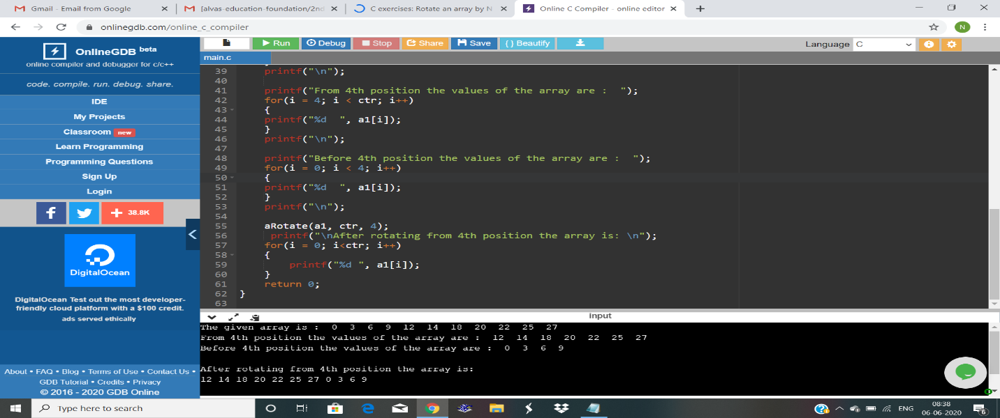 Gmail - Email from Google
[alvas-education-foundation/2nd
C exercises: Rotate an array by N
Online C Compiler - online editor
onlinegdb.com/online_c_compiler
N
OnlineGDB beta
online compiler and debugger for c/c++
code. compile. run. debug. share.
IDE
My Projects
Classroom new
Learn Programming
Programming Questions
Sign Up
Login
f + 38.8K
DigitalOcean
DigitalOcean Test out the most developer-
friendly cloud platform with a $100 credit.
ads served ethically
About • FAQ • Blog • Terms of Use • Contact Us •
GDB Tutorial • Credits • Privacy
© 2016 - 2020 GDB Online
Run Debug Stop Share Save { } Beautify Language C
main.c
39 printf("\n");
40
41 printf("From 4th position the values of the array are :  ");
42 for(i = 4; i < ctr; i++)
43 {
44 printf("%d  ", a1[i]);
45 }
46 printf("\n");
47
48 printf("Before 4th position the values of the array are :  ");
49 for(i = 0; i < 4; i++)
50 {
51 printf("%d  ", a1[i]);
52 }
53 printf("\n");
54
55 aRotate(a1, ctr, 4);
56 printf("\nAfter rotating from 4th position the array is: \n");
57 for(i = 0; i<ctr; i++)
58 {
59 printf("%d ", a1[i]);
60 }
61 return 0;
62 }
63
input
The given array is :  0  3  6  9  12  14  18  20  22  25  27
From 4th position the values of the array are :  12  14  18  20  22  25  27
Before 4th position the values of the array are :  0  3  6  9
After rotating from 4th position the array is:
12 14 18 20 22 25 27 0 3 6 9
Type here to search
ENG
08:38
06-06-2020
6